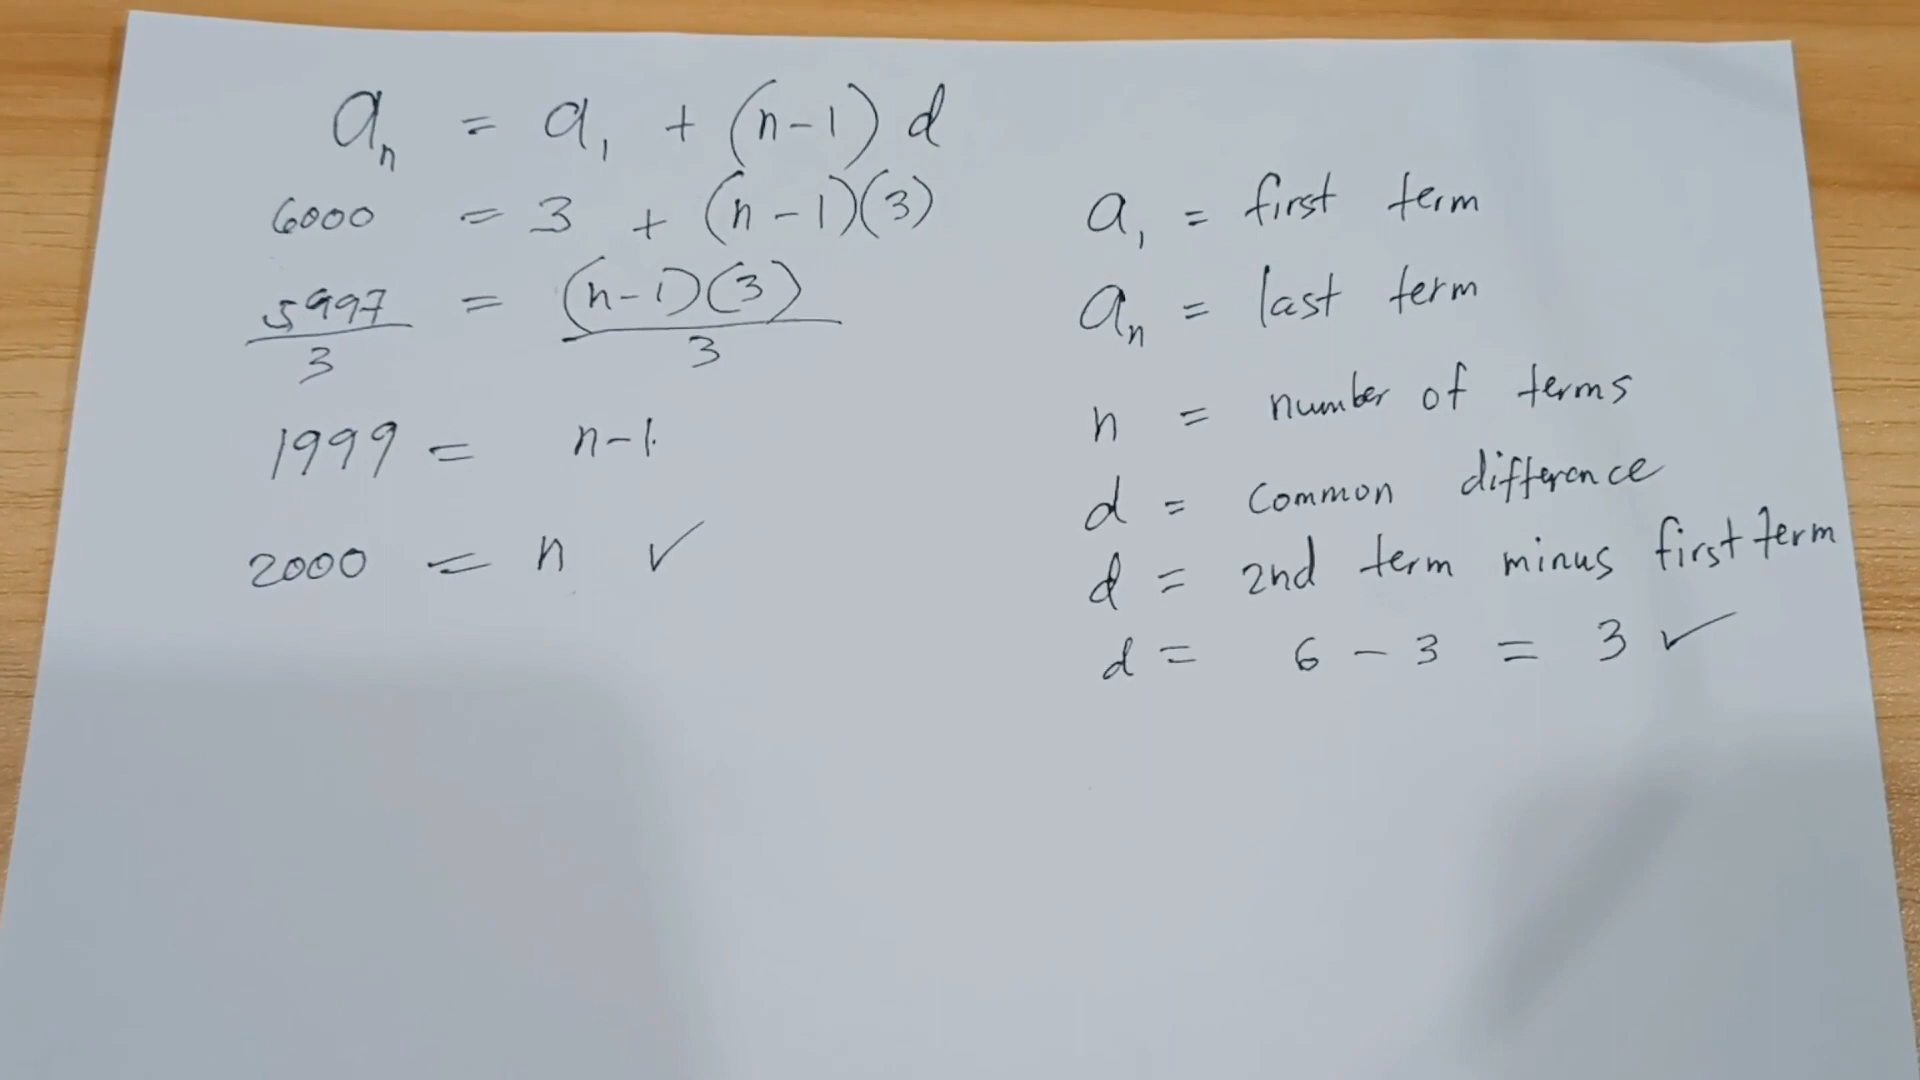 aₙ = a₁ + (n-1) d
6000 = 3 + (n-1)(3)
5997/3 = (n-1)(3)/3
1999 = n-1
2000 = n ✓
a₁ = first term
aₙ = last term
n = number of terms
d = common difference
d = 2nd term minus first term
d = 6 - 3 = 3 ✓